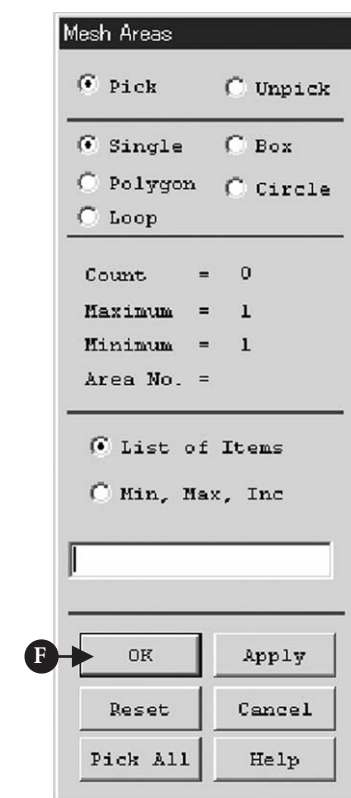 Mesh Areas
Pick Unpick
Single Box
Polygon Circle
Loop
Count = 0
Maximum = 1
Minimum = 1
Area No. =
List of Items
Min, Max, Inc
F OK Apply
Reset Cancel
Pick All Help